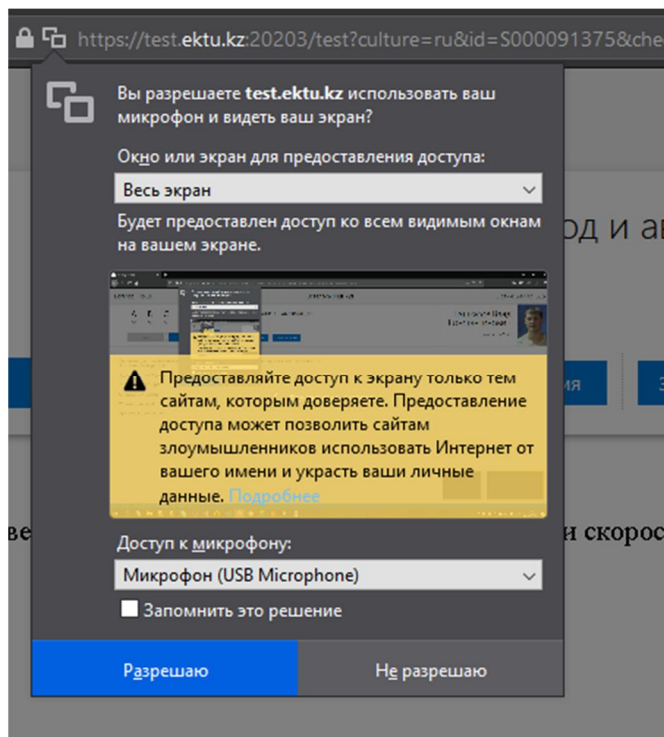 https://test.ektu.kz:20203/test?culture=ru&id=S000091375&che
Вы разрешаете test.ektu.kz использовать ваш
микрофон и видеть ваш экран?
Окно или экран для предоставления доступа:
Весь экран
Будет предоставлен доступ ко всем видимым окнам
на вашем экране.
Предоставляйте доступ к экрану только тем
сайтам, которым доверяете. Предоставление
доступа может позволить сайтам
злоумышленников использовать Интернет от
вашего имени и украсть ваши личные
данные. Подробнее
Доступ к микрофону:
Микрофон (USB Microphone)
Запомнить это решение
Разрешаю
Не разрешаю
од и ав
ия
ве
и скорос